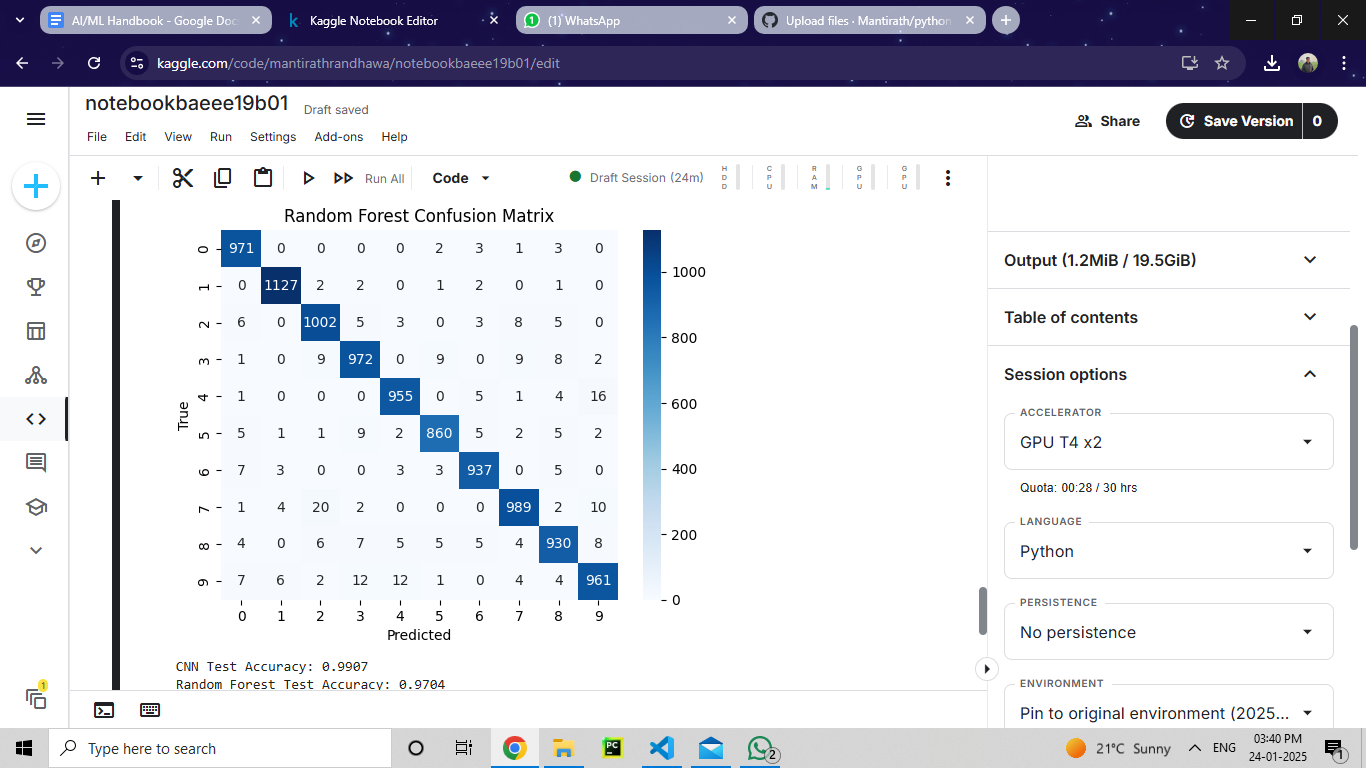 AI/ML Handbook - Google Doc
Kaggle Notebook Editor
(1) WhatsApp
Upload files · Mantirath/python
kaggle.com/code/mantirathrandhawa/notebookbaeee19b01/edit
notebookbaeee19b01
Draft saved
File Edit View Run Settings Add-ons Help
Share
Save Version 0
Run All
Code
Draft Session (24m)
HDD
CPU
RAM
GPU
GPU
Random Forest Confusion Matrix
0 971 0 0 0 0 2 3 1 3 0
1 0 1127 2 2 0 1 2 0 1 0
2 6 0 1002 5 3 0 3 8 5 0
3 1 0 9 972 0 9 0 9 8 2
4 1 0 0 0 955 0 5 1 4 16
5 5 1 1 9 2 860 5 2 5 2
6 7 3 0 0 3 3 937 0 5 0
7 1 4 20 2 0 0 0 989 2 10
8 4 0 6 7 5 5 5 4 930 8
9 7 6 2 12 12 1 0 4 4 961
0 1 2 3 4 5 6 7 8 9
True
Predicted
1000
800
600
400
200
0
CNN Test Accuracy: 0.9907
Random Forest Test Accuracy: 0.9704
Output (1.2MiB / 19.5GiB)
Table of contents
Session options
ACCELERATOR
GPU T4 x2
Quota: 00:28 / 30 hrs
LANGUAGE
Python
PERSISTENCE
No persistence
ENVIRONMENT
Pin to original environment (2025...
1
Type here to search
PC
2
21°C Sunny
ENG
03:40 PM
24-01-2025
1